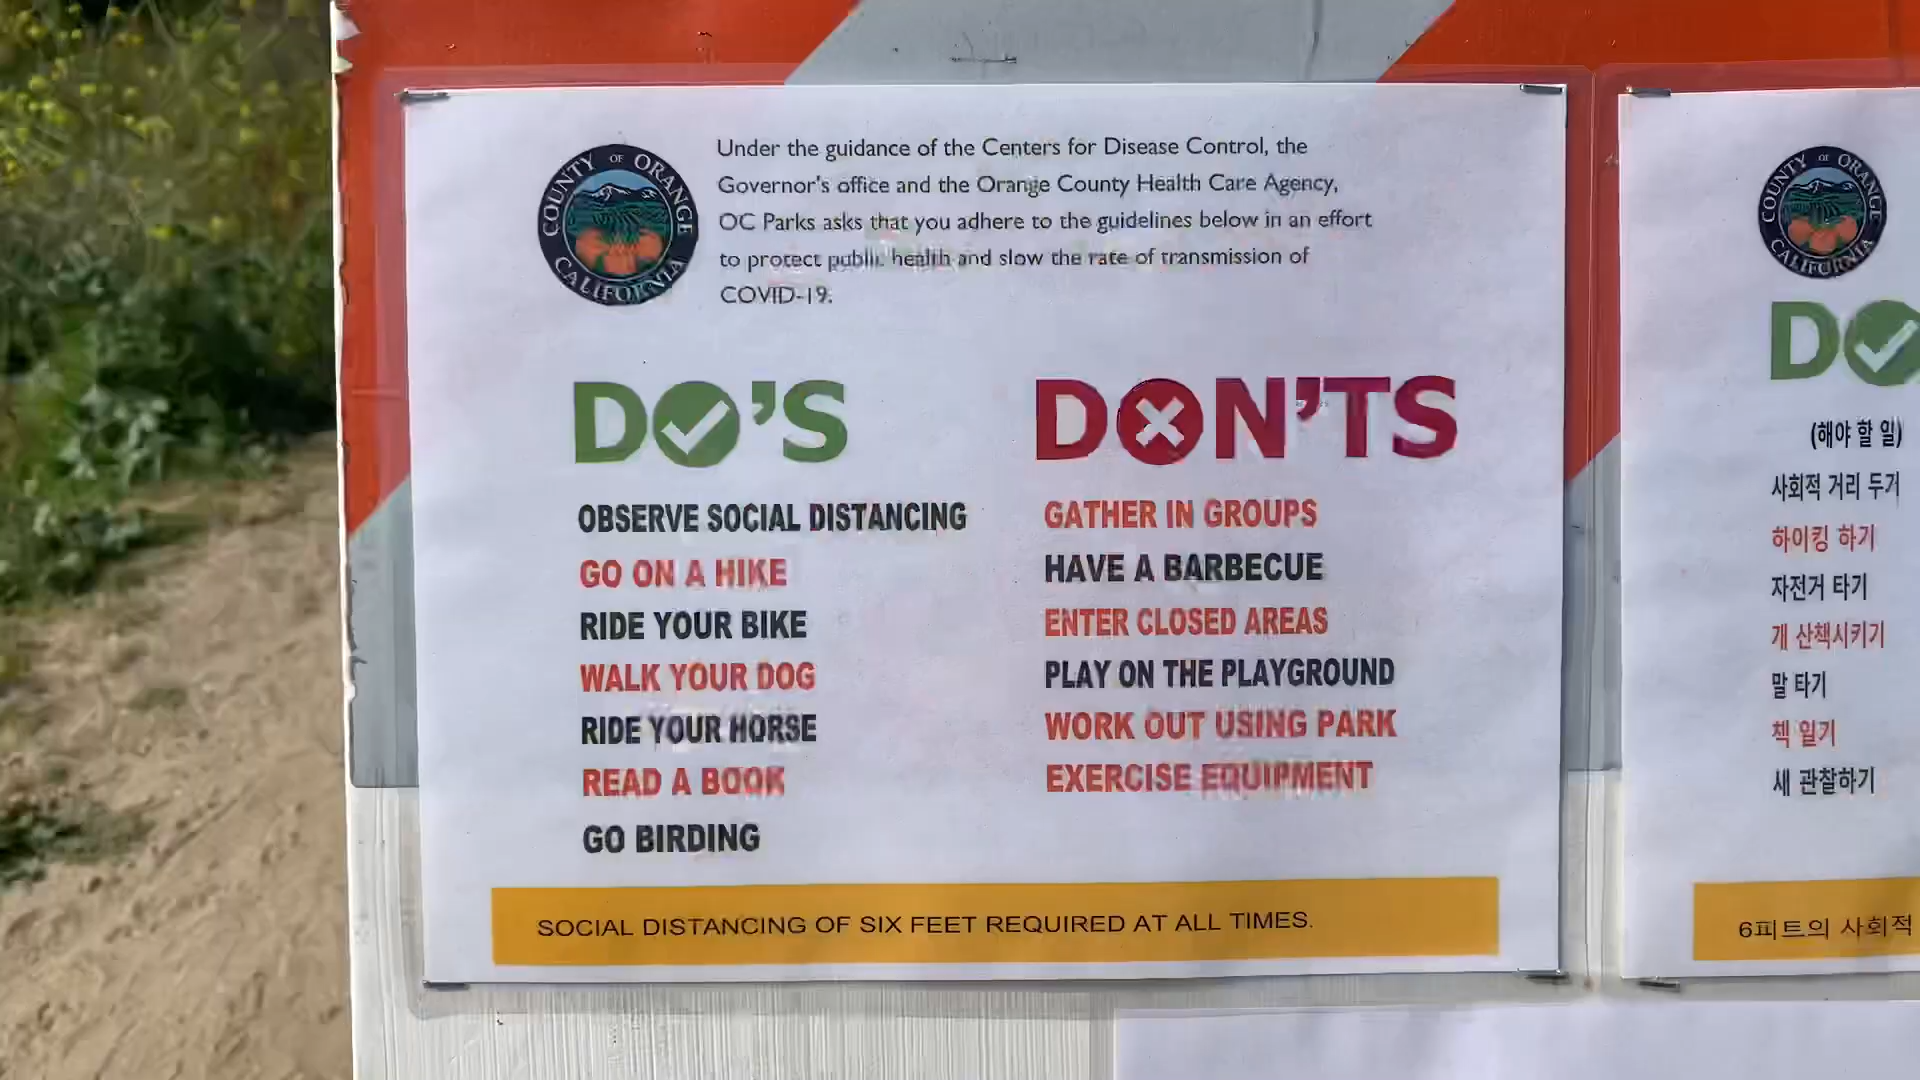 COUNTY OF ORANGE
CALIFORNIA
Under the guidance of the Centers for Disease Control, the
Governor's office and the Orange County Health Care Agency,
OC Parks asks that you adhere to the guidelines below in an effort
to protect public health and slow the rate of transmission of
COVID-19.
DO'S
OBSERVE SOCIAL DISTANCING
GO ON A HIKE
RIDE YOUR BIKE
WALK YOUR DOG
RIDE YOUR HORSE
READ A BOOK
GO BIRDING
DON'TS
GATHER IN GROUPS
HAVE A BARBECUE
ENTER CLOSED AREAS
PLAY ON THE PLAYGROUND
WORK OUT USING PARK
EXERCISE EQUIPMENT
SOCIAL DISTANCING OF SIX FEET REQUIRED AT ALL TIMES.
COUNTY OF ORANGE
CALIFORNIA
DO
(해야 할 일)
사회적 거리 두기
하이킹 하기
자전거 타기
개 산책시키기
말 타기
책 읽기
새 관찰하기
6피트의 사회적